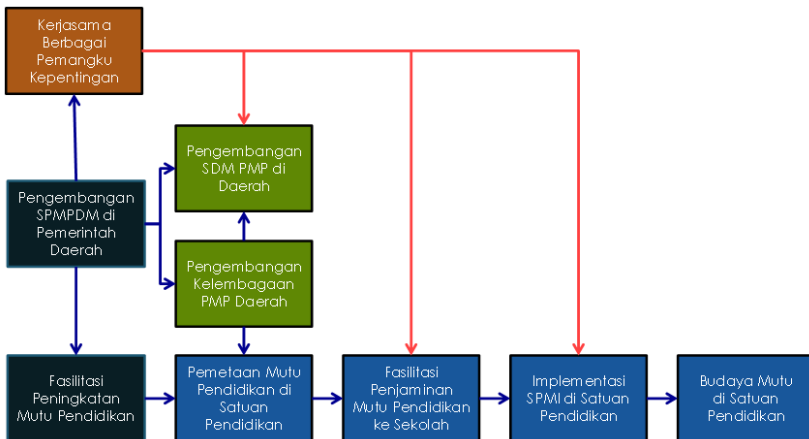 Kerjasama
Berbagai
Pemangku
Kepentingan
Pengembangan
SDM PMP di
Daerah
Pengembangan
SPMPDM di
Pemerintah
Daerah
Pengembangan
Kelembagaan
PMP Daerah
Fasilitasi
Peningkatan
Mutu Pendidikan
Pemetaan Mutu
Pendidikan di
Satuan
Pendidikan
Fasilitasi
Penjaminan
Mutu Pendidikan
ke Sekolah
Implementasi
SPMI di Satuan
Pendidikan
Budaya Mutu
di Satuan
Pendidikan